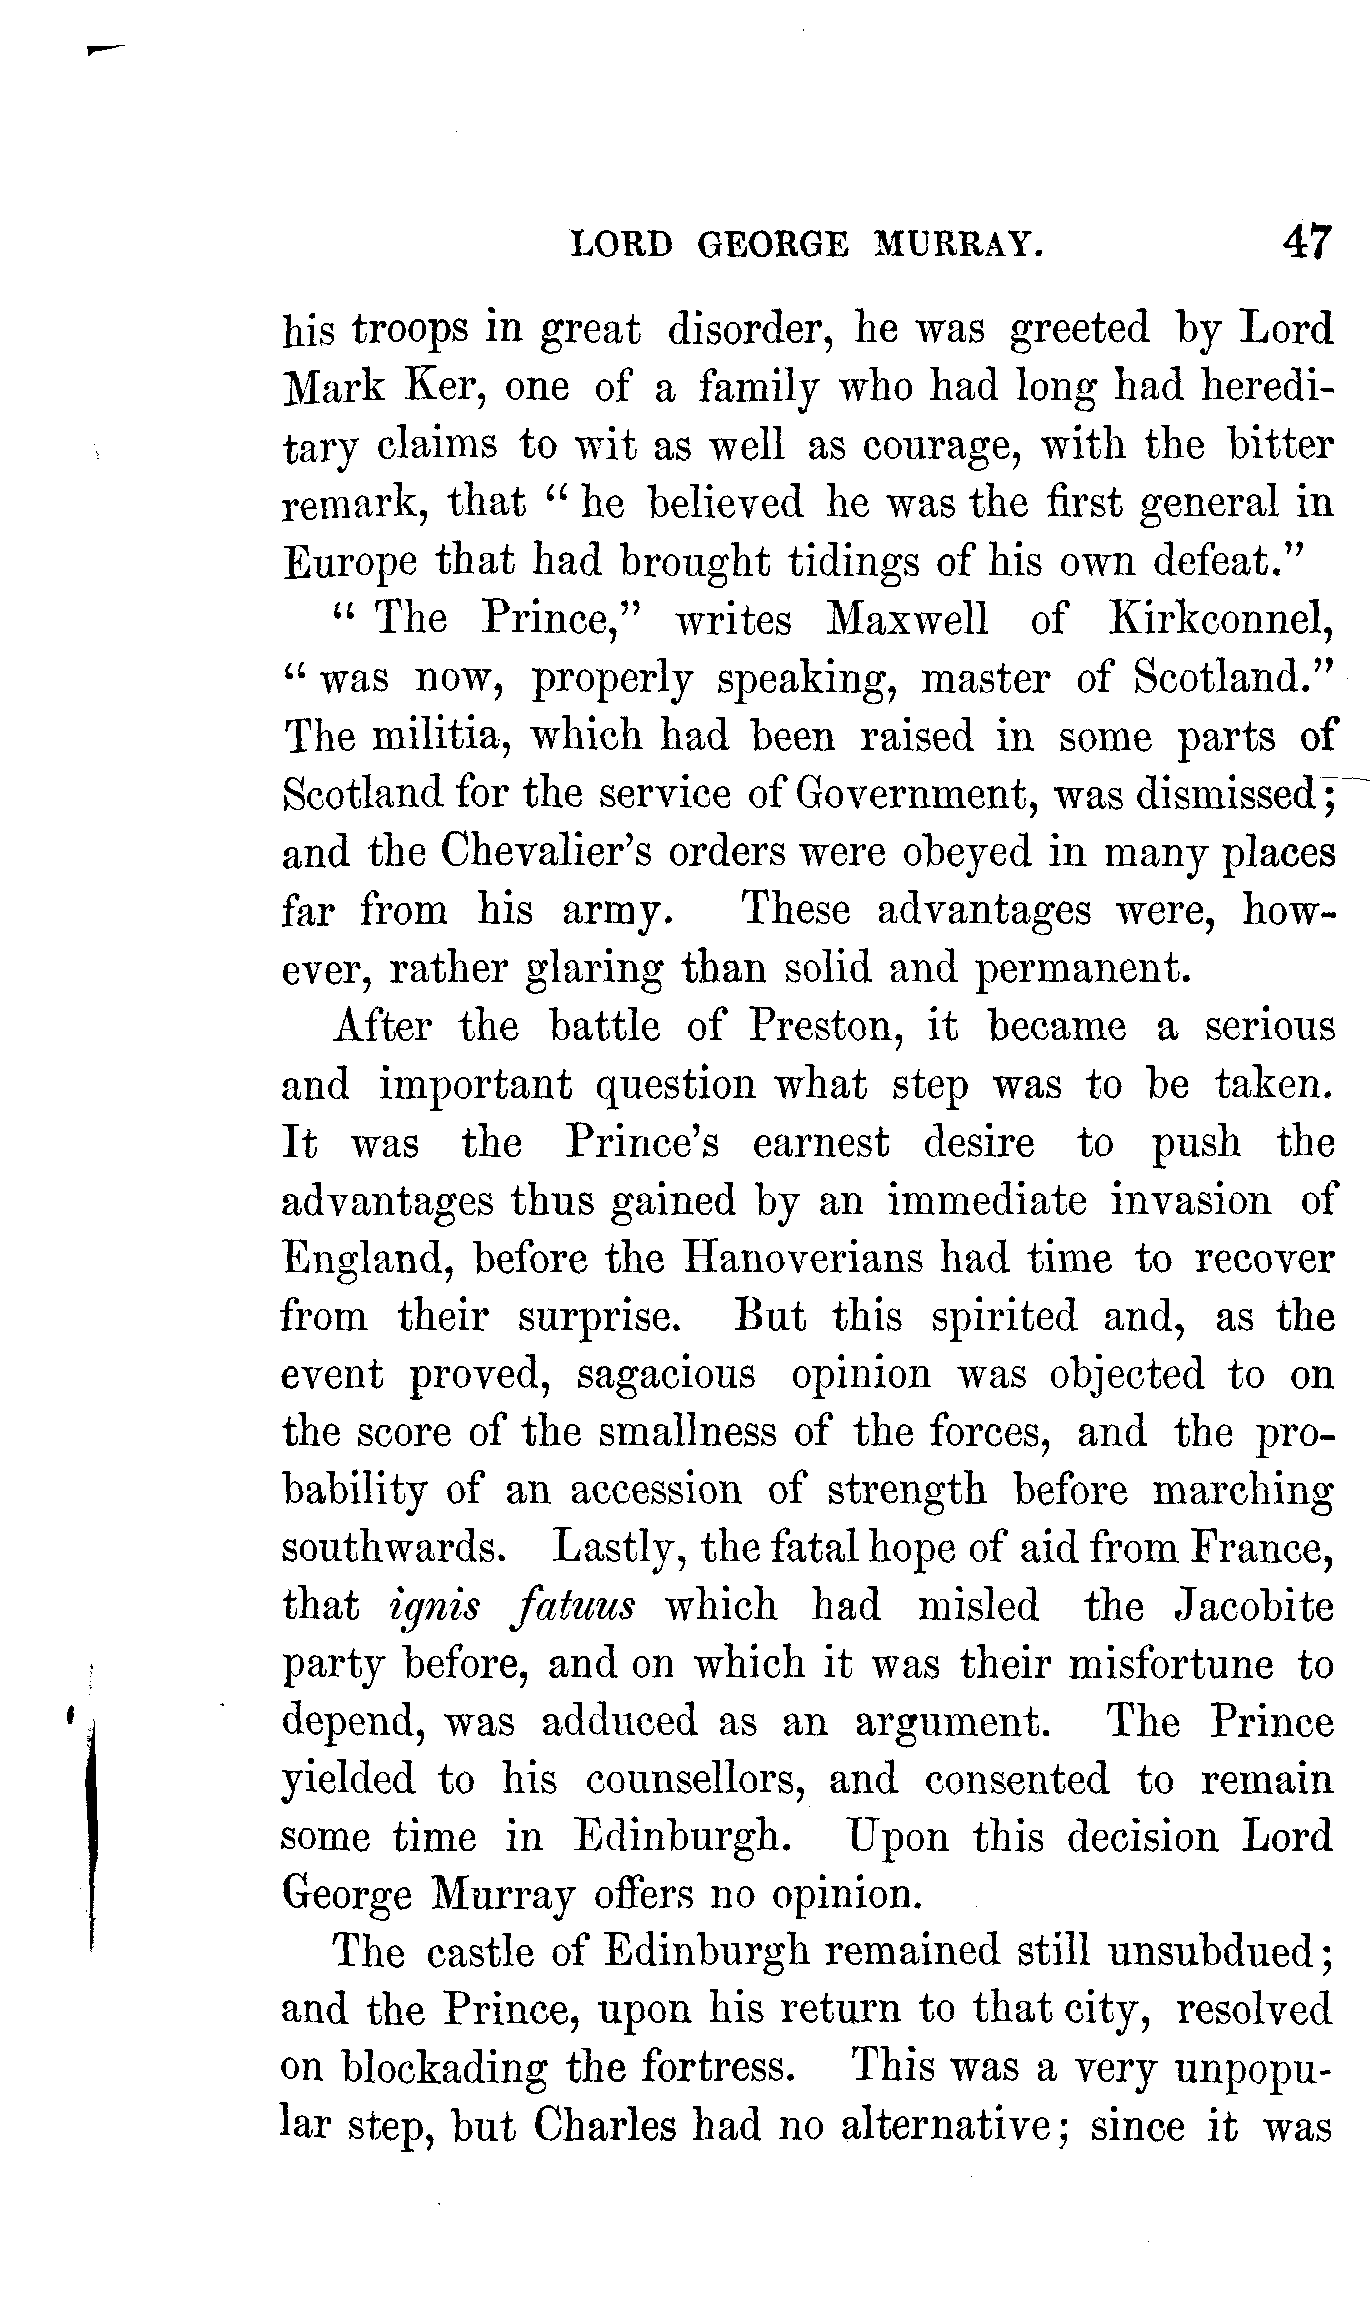 LORD GEORGE MURRAY. 47
his troops in great disorder, he was greeted by Lord
Mark Ker, one of a family who had long had heredi-
tary claims to wit as well as courage, with the bitter
remark, that “ he believed he was the first general in
Europe that had brought tidings of his own defeat.”
“ The Prince,” writes Maxwell of Kirkconnel,
“ was now, properly speaking, master of Scotland.”
The militia, which had been raised in some parts of
Scotland for the service of Government, was dismissed;
and the Chevalier’s orders were obeyed in many places
far from his army. These advantages were, how-
ever, rather glaring than solid and permanent.
After the battle of Preston, it became a serious
and important question what step was to be taken.
It was the Prince’s earnest desire to push the
advantages thus gained by an immediate invasion of
England, before the Hanoverians had time to recover
from their surprise. But this spirited and, as the
event proved, sagacious opinion was objected to on
the score of the smallness of the forces, and the pro-
bability of an accession of strength before marching
southwards. Lastly, the fatal hope of aid from France,
that ignis fatuus which had misled the Jacobite
party before, and on which it was their misfortune to
depend, was adduced as an argument. The Prince
yielded to his counsellors, and consented to remain
some time in Edinburgh. Upon this decision Lord
George Murray offers no opinion.
The castle of Edinburgh remained still unsubdued;
and the Prince, upon his return to that city, resolved
on blockading the fortress. This was a very unpopu-
lar step, but Charles had no alternative; since it was